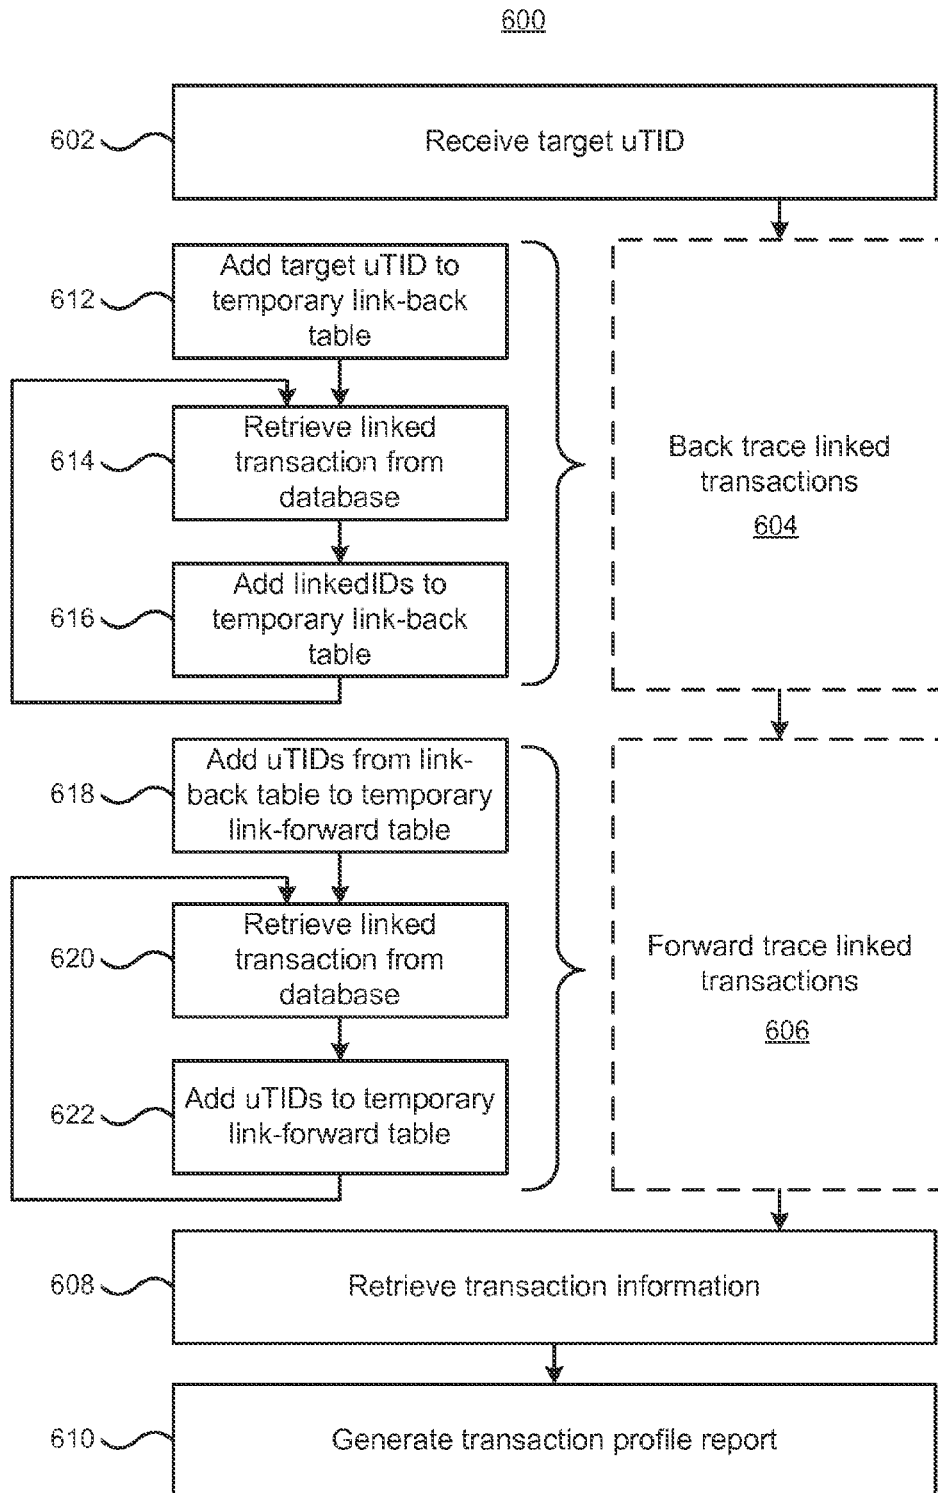 600
602
Receive target uTID
612
Add target uTID to
temporary link-back
table
614
Retrieve linked
transaction from
database
616
Add linkedIDs to
temporary link-back
table
Back trace linked
transactions
604
618
Add uTIDs from link-
back table to temporary
link-forward table
620
Retrieve linked
transaction from
database
622
Add uTIDs to temporary
link-forward table
Forward trace linked
transactions
606
608
Retrieve transaction information
610
Generate transaction profile report